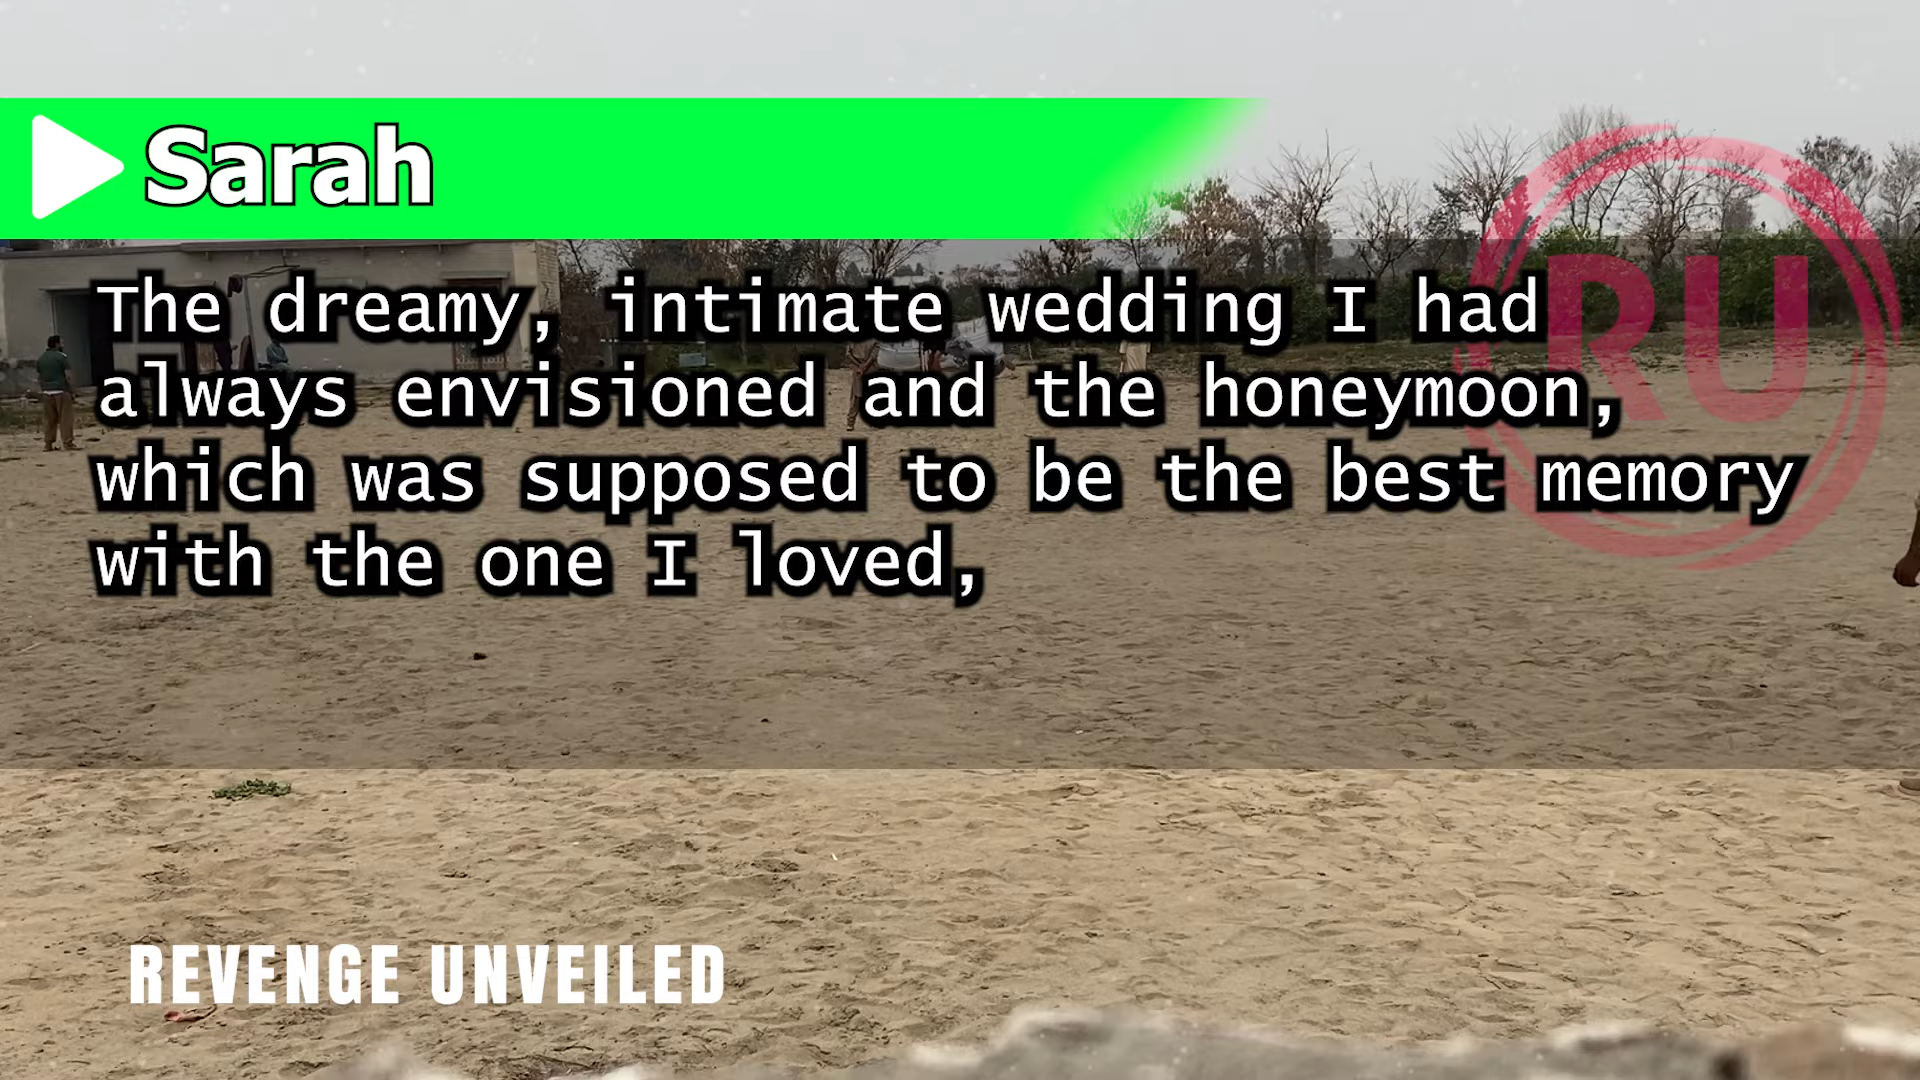 Sarah
The dreamy, intimate wedding I had
always envisioned and the honeymoon,
which was supposed to be the best memory
with the one I loved,
RU
REVENGE UNVEILED